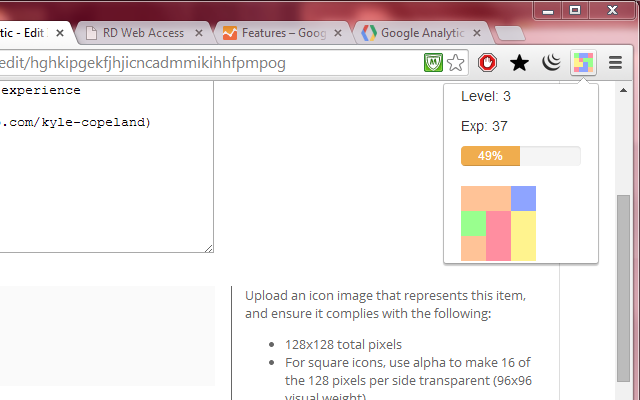 tic - Edit
RD Web Access
Features – Goog
Google Analytic
edit/hghkipgekfjhjicncadmmikihhfpmpog
experience
.com/kyle-copeland)
Level: 3
Exp: 37
49%
Upload an icon image that represents this item,
and ensure it complies with the following:
128x128 total pixels
For square icons, use alpha to make 16 of
the 128 pixels per side transparent (96x96
visual weight)